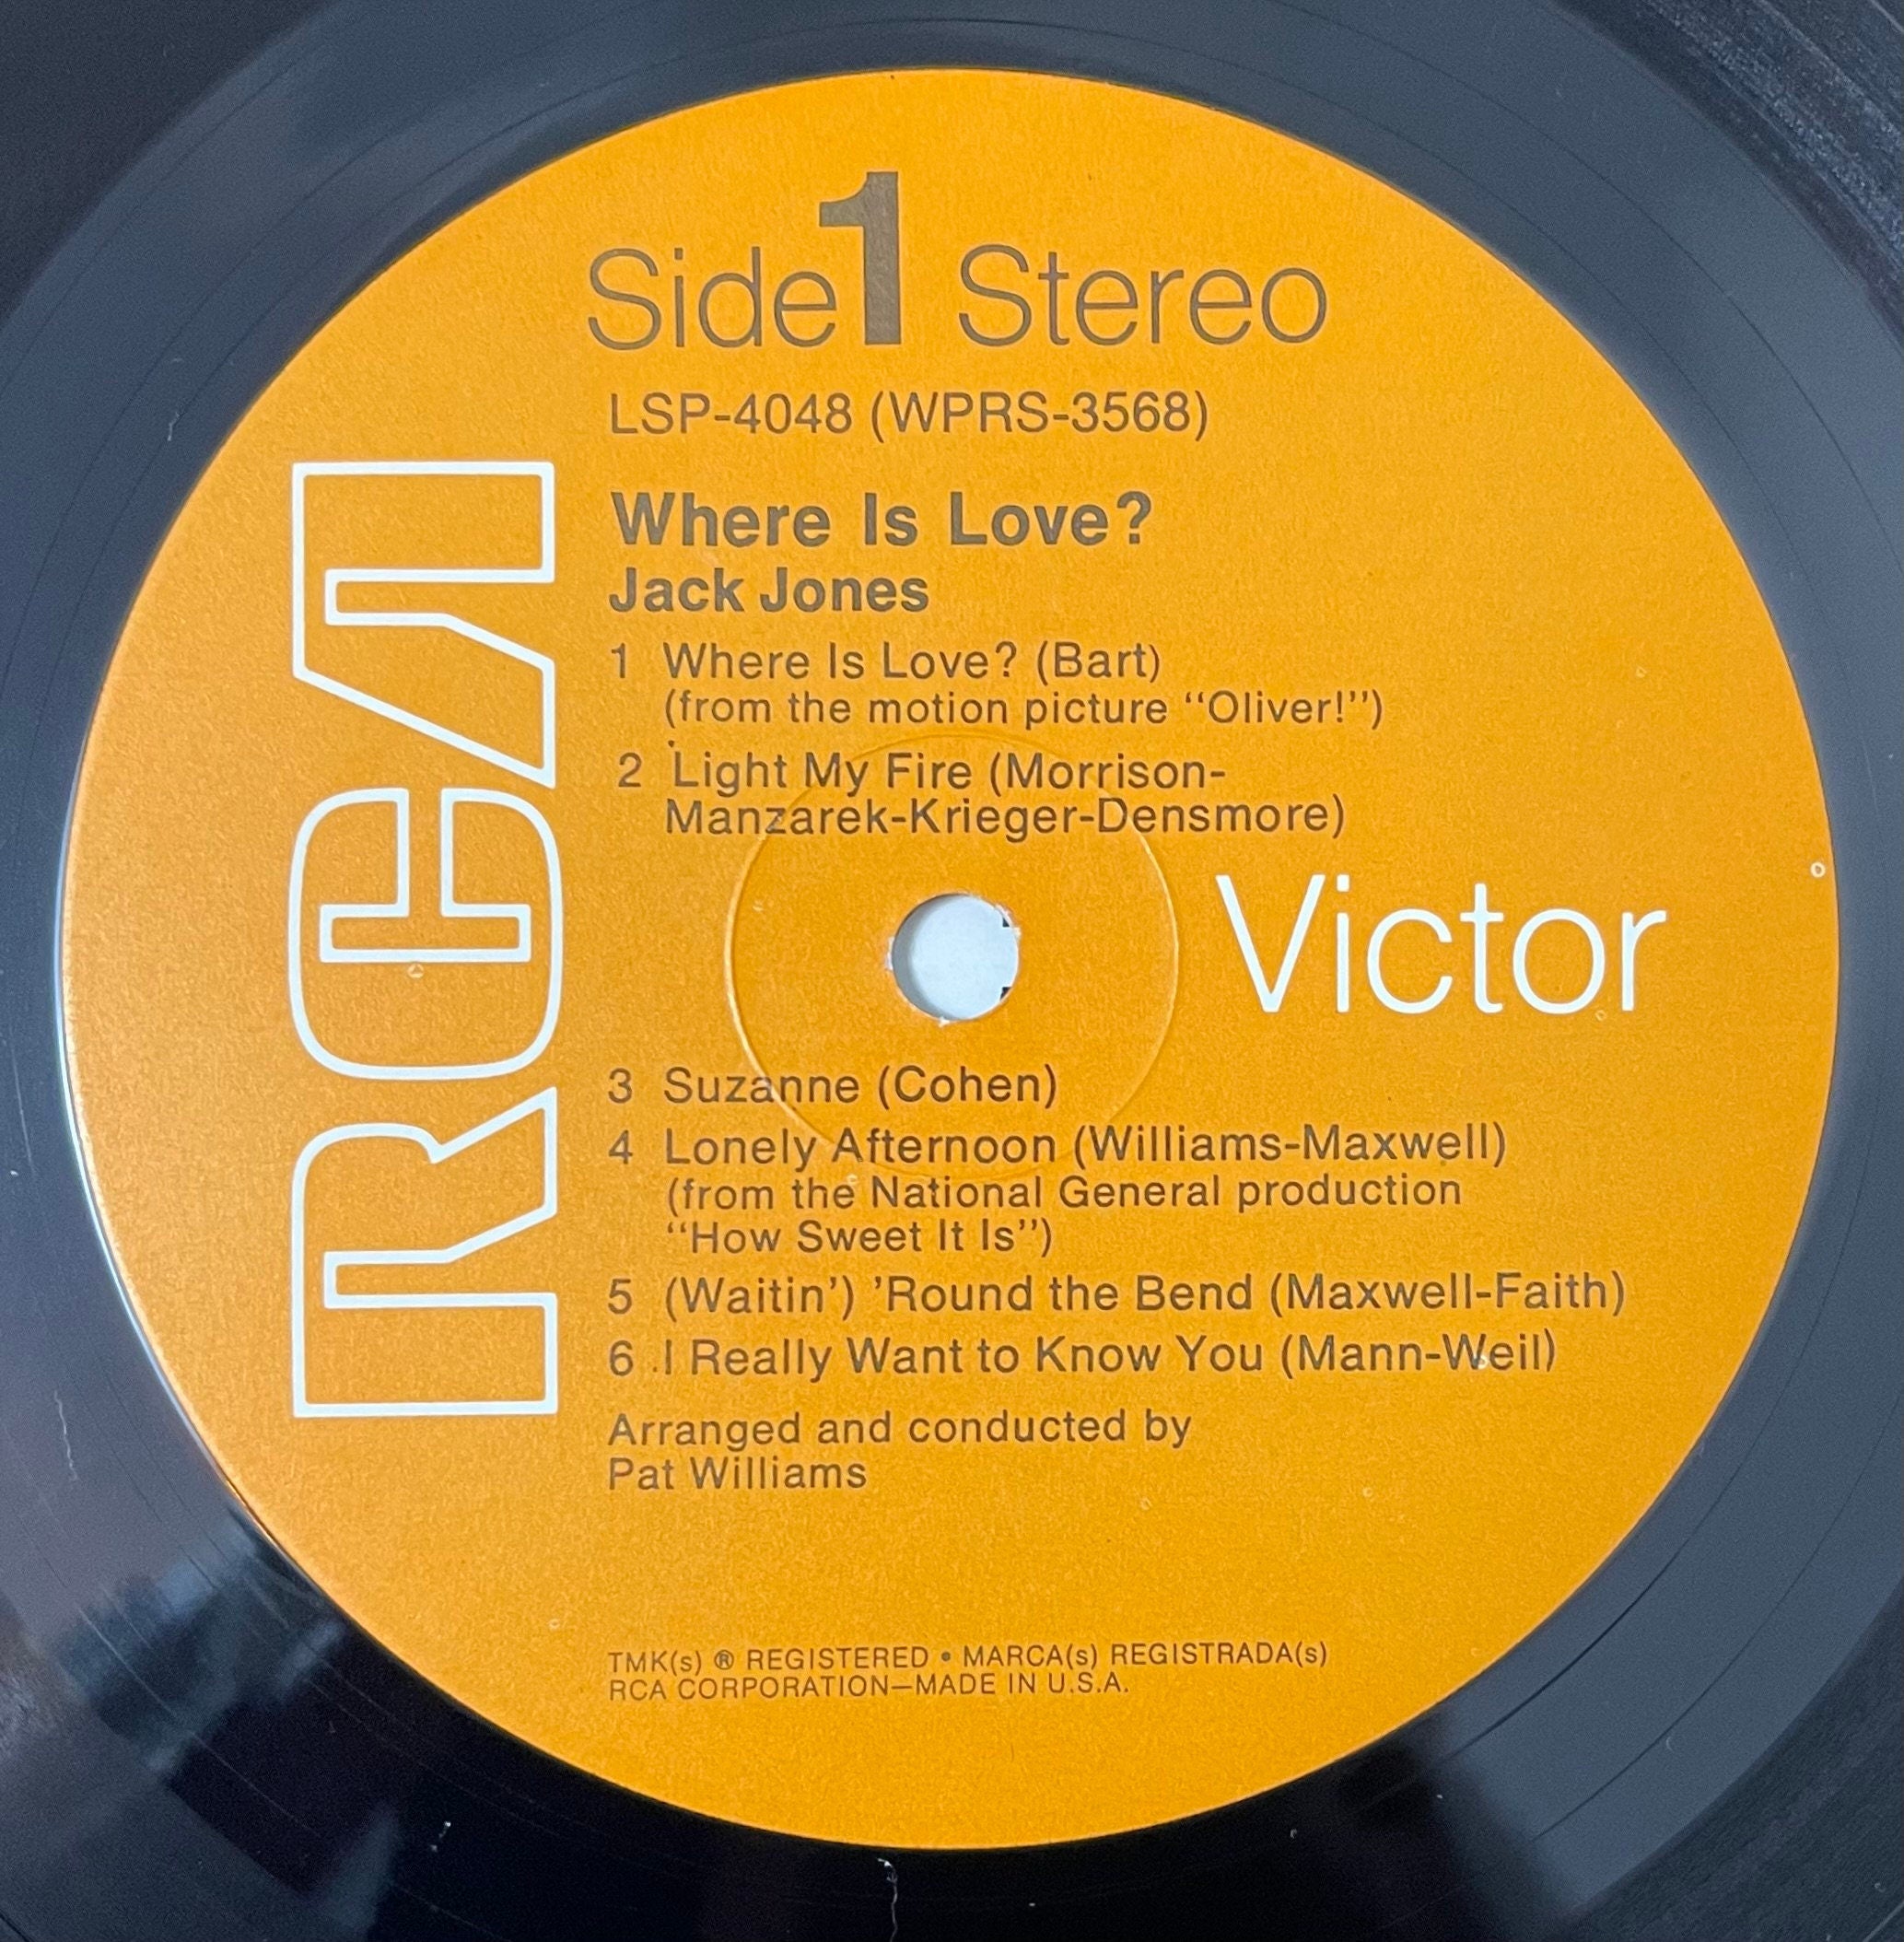 Side 1 Stereo
LSP-4048 (WPRS-3568)
Where Is Love?
Jack Jones
1 Where Is Love? (Bart)
(from the motion picture “Oliver!”)
2 Light My Fire (Morrison-
Manzarek-Krieger-Densmore)
RCA
Victor
3 Suzanne (Cohen)
4 Lonely Afternoon (Williams-Maxwell)
(from the National General production
“How Sweet It Is”)
5 (Waitin’) ’Round the Bend (Maxwell-Faith)
6 I Really Want to Know You (Mann-Weil)
Arranged and conducted by
Pat Williams
TMK(s) ® REGISTERED • MARCA(s) REGISTRADA(s)
RCA CORPORATION—MADE IN U.S.A.